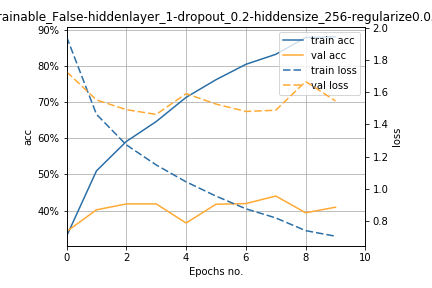 rainable_False-hiddenlayer_1-dropout_0.2-hiddensize_256-regularize0.0
90%
80%
70%
60%
50%
40%
acc
train acc
val acc
train loss
val loss
2.0
1.8
1.6
1.4
1.2
1.0
0.8
loss
0 2 4 6 8 10
Epochs no.